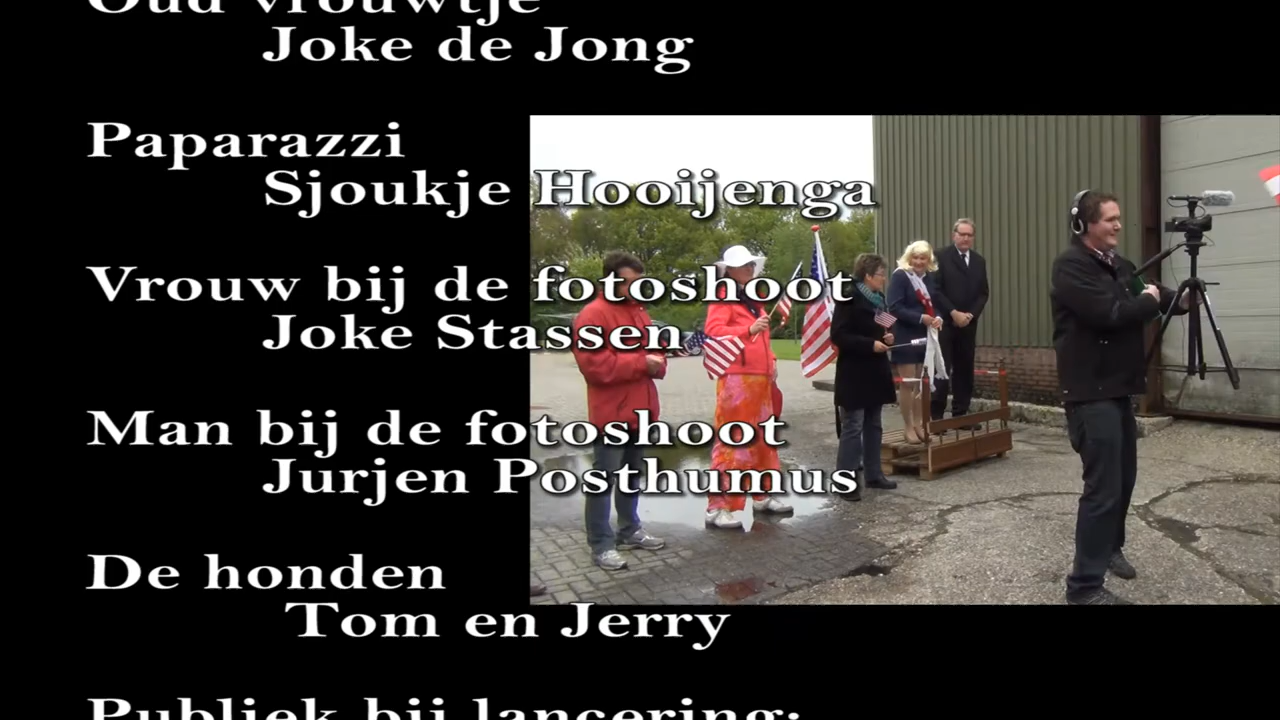 Oud vrouwtje
Joke de Jong
Paparazzi
Sjoukje Hooijenga
Vrouw bij de fotoshoot
Joke Stassen
Man bij de fotoshoot
Jurjen Posthumus
De honden
Tom en Jerry
Publiek bij lancering: